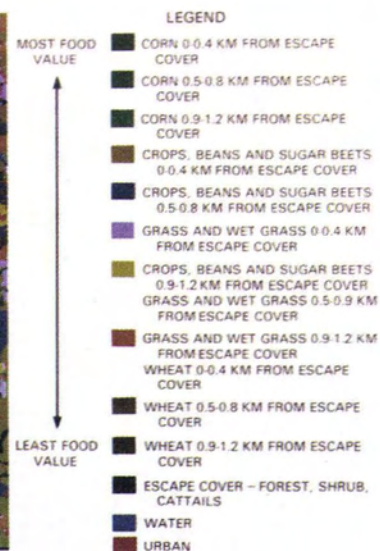 LEGEND
MOST FOOD
VALUE
CORN 0-0.4 KM FROM ESCAPE
COVER
CORN 0.5-0.8 KM FROM ESCAPE
COVER
CORN 0.9-1.2 KM FROM ESCAPE
COVER
CROPS, BEANS AND SUGAR BEETS
0-0.4 KM FROM ESCAPE COVER
CROPS, BEANS AND SUGAR BEETS
0.5-0.8 KM FROM ESCAPE COVER
GRASS AND WET GRASS 0-0.4 KM
FROM ESCAPE COVER
CROPS, BEANS AND SUGAR BEETS
0.9-1.2 KM FROM ESCAPE COVER
GRASS AND WET GRASS 0.5-0.9 KM
FROM ESCAPE COVER
GRASS AND WET GRASS 0.9-1.2 KM
FROM ESCAPE COVER
WHEAT 0-0.4 KM FROM ESCAPE
COVER
WHEAT 0.5-0.8 KM FROM ESCAPE
COVER
LEAST FOOD
VALUE
WHEAT 0.9-1.2 KM FROM ESCAPE
COVER
ESCAPE COVER – FOREST, SHRUB,
CATTAILS
WATER
URBAN